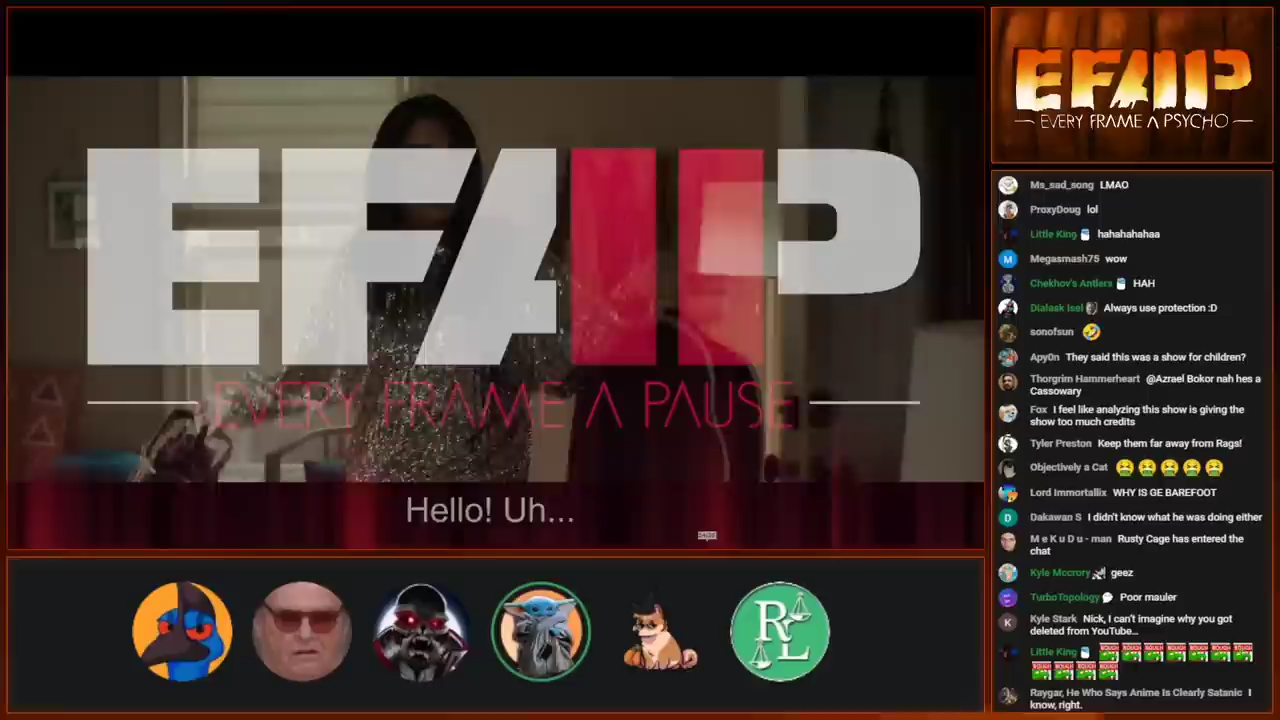 EFAP
EVERY FRAME A PAUSE
Hello! Uh...
RL
EFAP
EVERY FRAME A PSYCHO
Ms_sad_song LMAO
ProxyDoug lol
Little King hahahahahaa
M Megasmash75 wow
Chekhov's Antlers HAH
Dialask Isel Always use protection :D
sonofsun
Apy0n They said this was a show for children?
Thorgrim Hammerheart @Azrael Bokor nah hes a
Cassowary
Fox I feel like analyzing this show is giving the
show too much credits
Tyler Preston Keep them far away from Rags!
Objectively a Cat
Lord Immortallix WHY IS GE BAREFOOT
D Dakawan S I didn't know what he was doing either
M e K u D u - man Rusty Cage has entered the
chat
Kyle Mccrory geez
TurboTopology Poor mauler
K Kyle Stark Nick, I can't imagine why you got
deleted from YouTube...
Little King
Raygar, He Who Says Anime Is Clearly Satanic I
know, right.